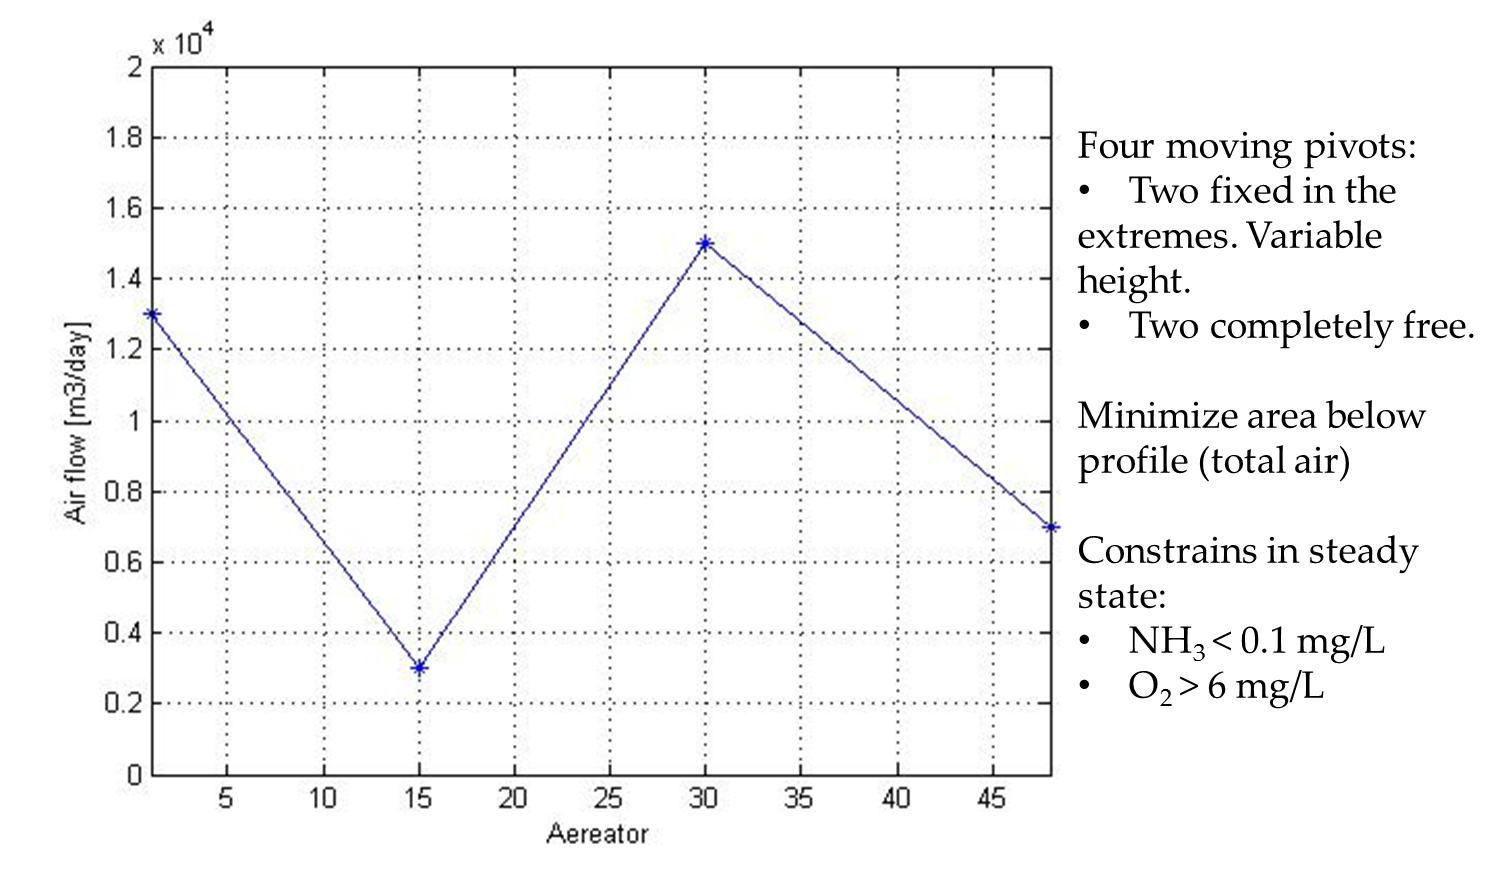 x 10⁴
2
1.8
1.6
1.4
1.2
1
0.8
0.6
0.4
0.2
0
Air flow [m3/day]
5 10 15 20 25 30 35 40 45
Aereator
Four moving pivots:
• Two fixed in the
extremes. Variable
height.
• Two completely free.
Minimize area below
profile (total air)
Constrains in steady
state:
• NH₃ < 0.1 mg/L
• O₂ > 6 mg/L